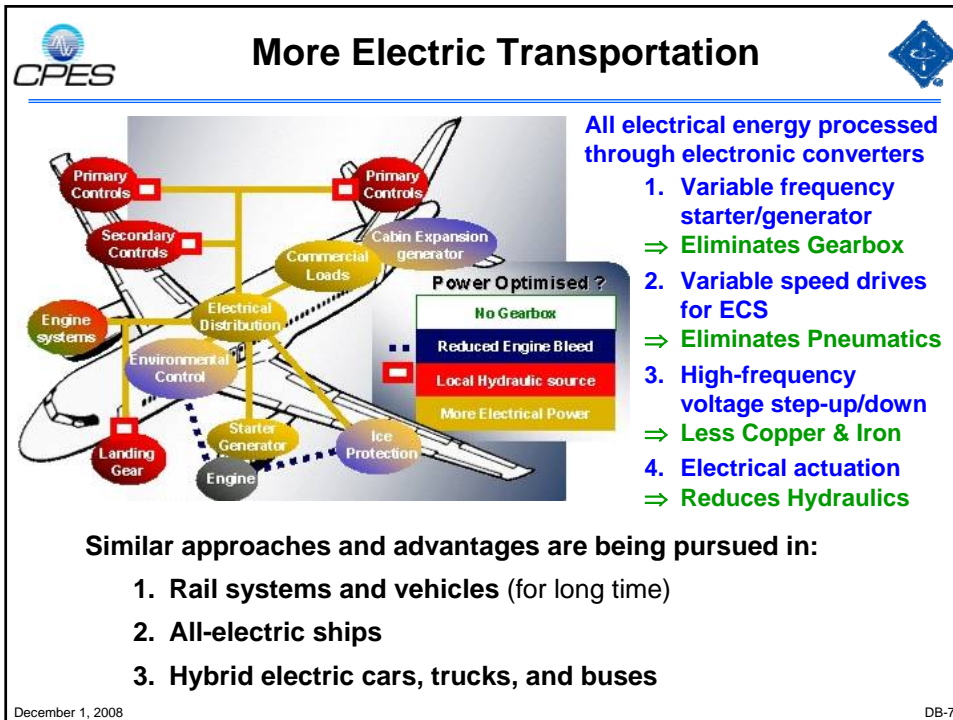 CPES
More Electric Transportation
Primary
Controls
Primary
Controls
Secondary
Controls
Commercial
Loads
Cabin Expansion
generator
Engine
systems
Electrical
Distribution
Environmental
Control
Landing
Gear
Starter
Generator
Engine
Ice
Protection
Power Optimised ?
No Gearbox
Reduced Engine Bleed
Local Hydraulic source
More Electrical Power
All electrical energy processed
through electronic converters
1. Variable frequency
starter/generator
⇒ Eliminates Gearbox
2. Variable speed drives
for ECS
⇒ Eliminates Pneumatics
3. High-frequency
voltage step-up/down
⇒ Less Copper & Iron
4. Electrical actuation
⇒ Reduces Hydraulics
Similar approaches and advantages are being pursued in:
1. Rail systems and vehicles (for long time)
2. All-electric ships
3. Hybrid electric cars, trucks, and buses
December 1, 2008
DB-7